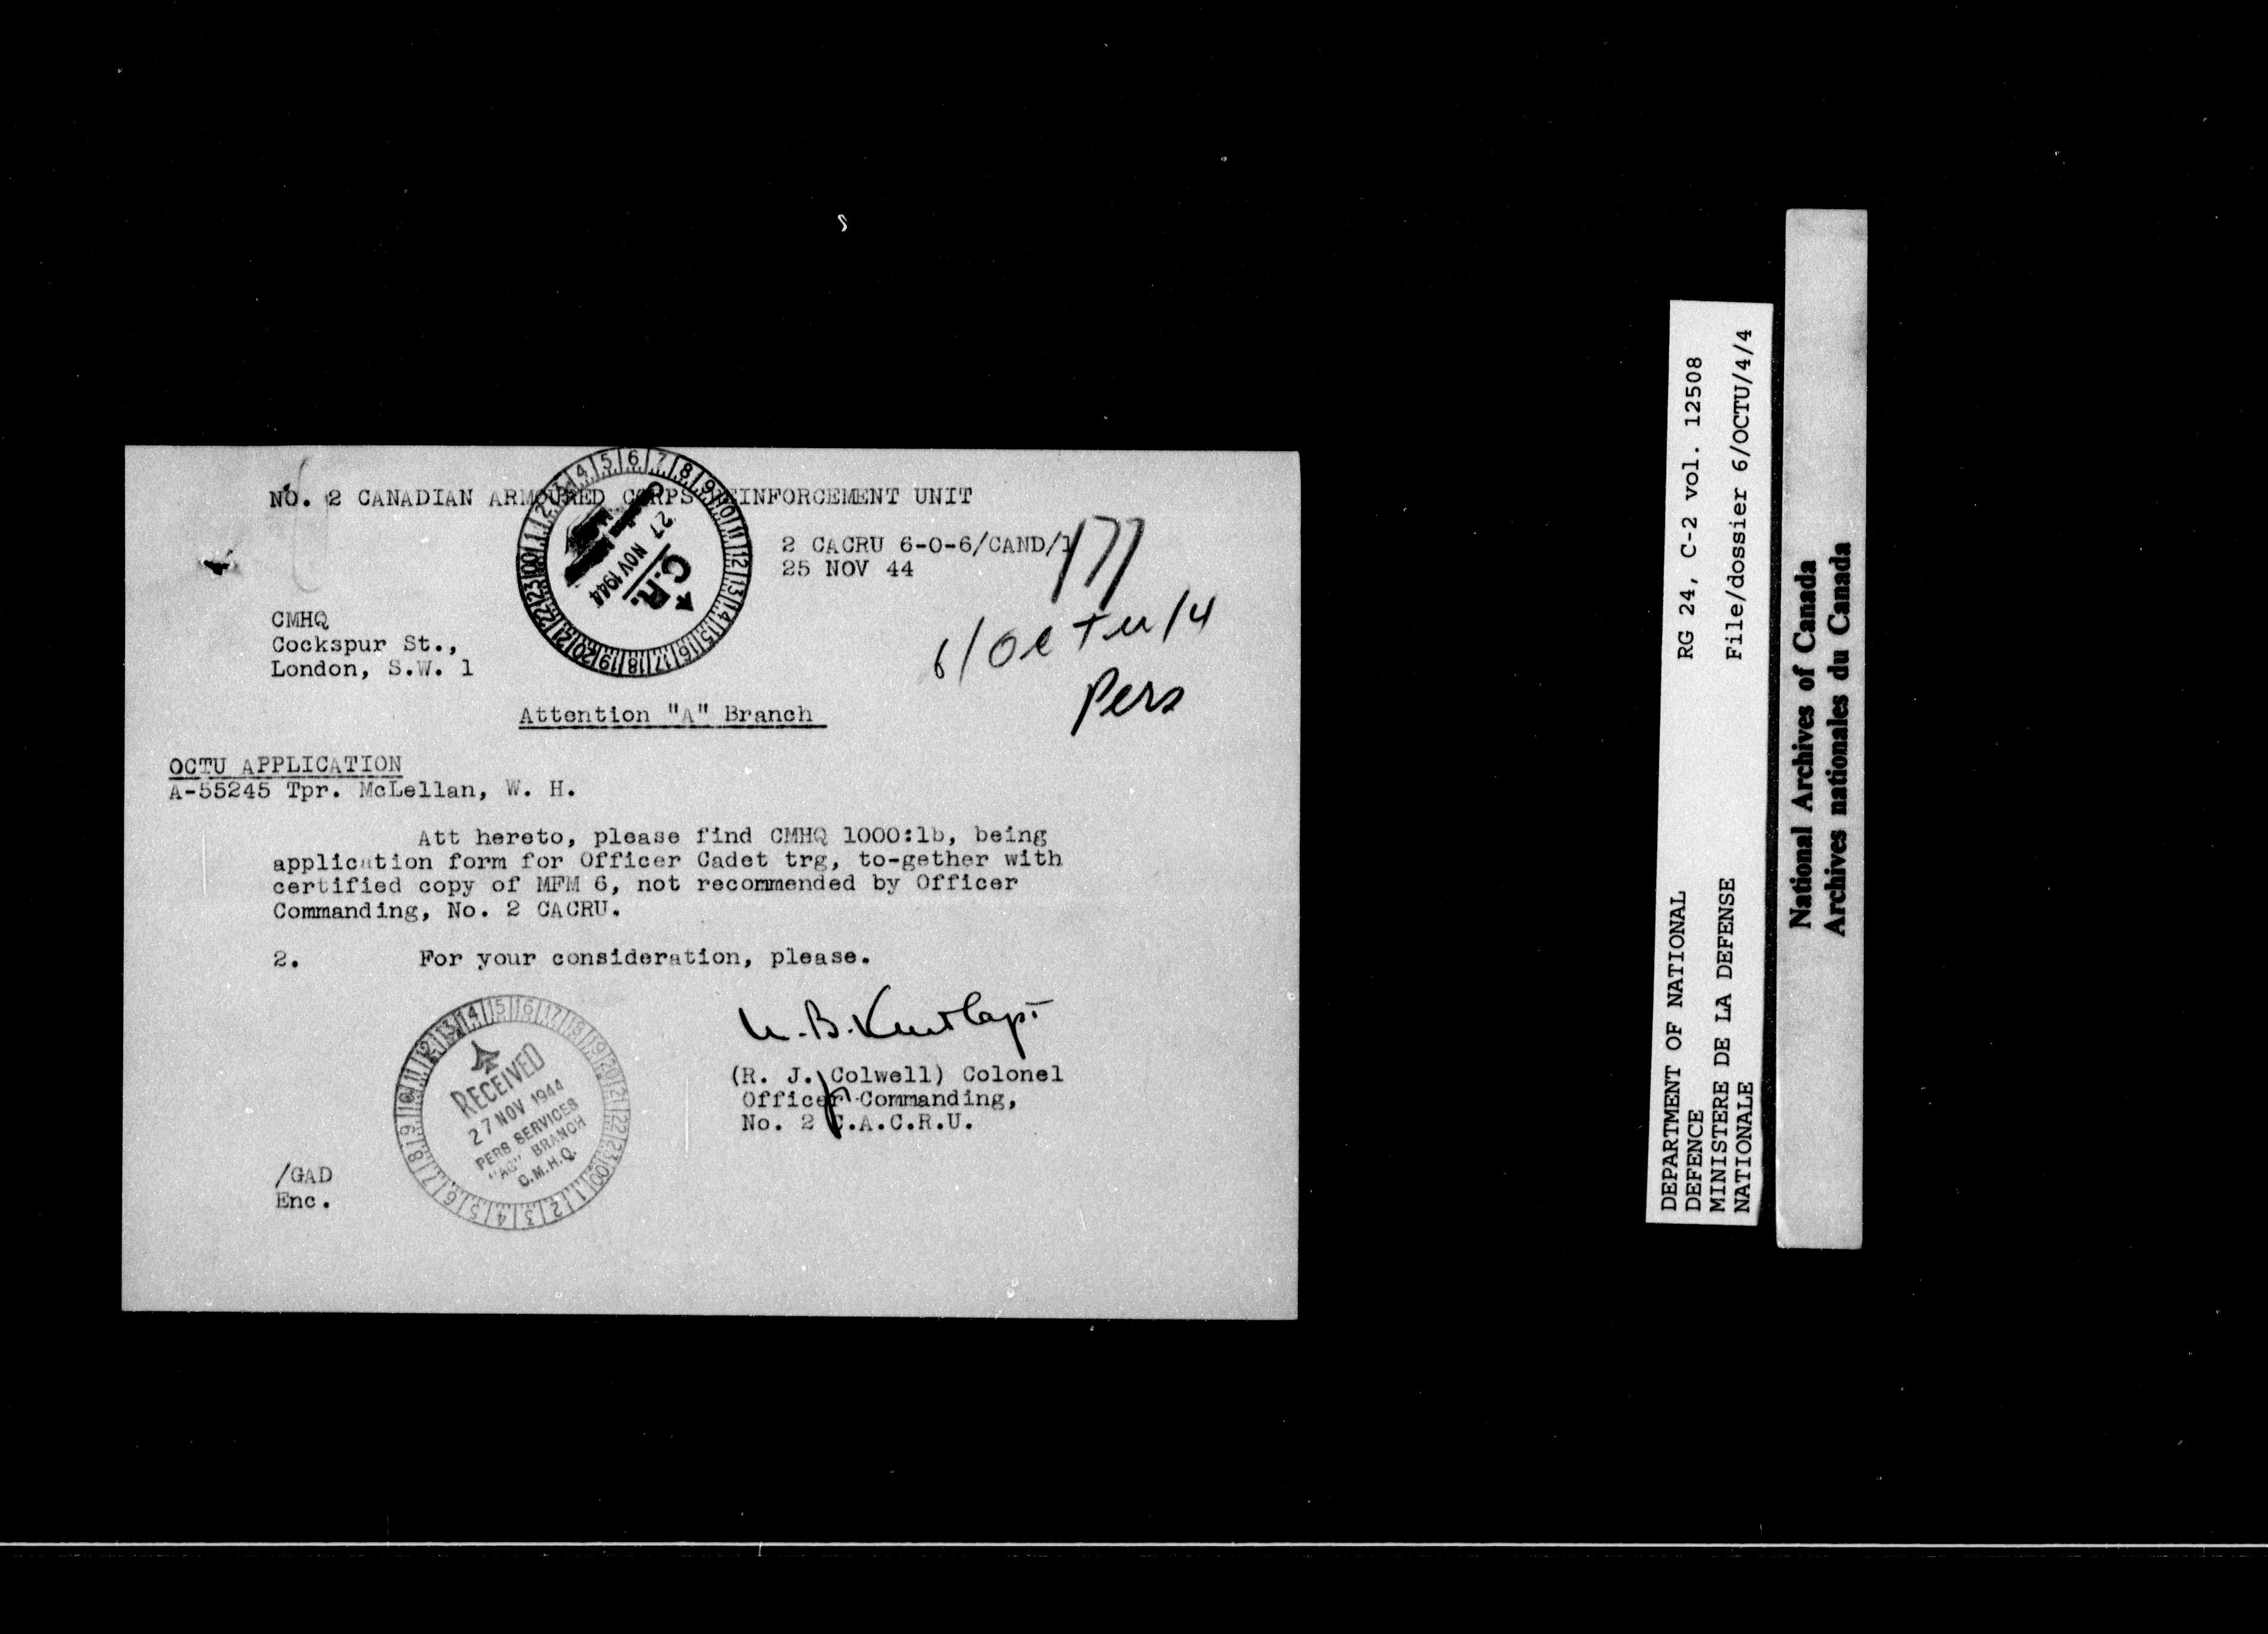 NO. 2 CANADIAN ARMOURED CORPS REINFORCEMENT UNIT
2 CACRU 6-0-6/CAND/1
25 NOV 44
177
6/Octu/4
Pers
CMHQ
Cockspur St.,
London, S.W. 1
27 NOV 1944
C.R.
Attention "A" Branch
OCTU APPLICATION
A-55245 Tpr. McLellan, W. H.
Att hereto, please find CMHQ 1000:1b, being
application form for Officer Cadet trg, to-gether with
certified copy of MFM 6, not recommended by Officer
Commanding, No. 2 CACRU.
2. For your consideration, please.
(R. J. Colwell) Colonel
Officer Commanding,
No. 2 C.A.C.R.U.
RECEIVED
27 NOV 1944
PERS SERVICES
"AG" BRANCH
C.M.H.Q.
/GAD
Enc.
DEPARTMENT OF NATIONAL
DEFENCE
MINISTERE DE LA DEFENSE
NATIONALE
RG 24, C-2 vol. 12508
File/dossier 6/OCTU/4/4
National Archives of Canada
Archives nationales du Canada